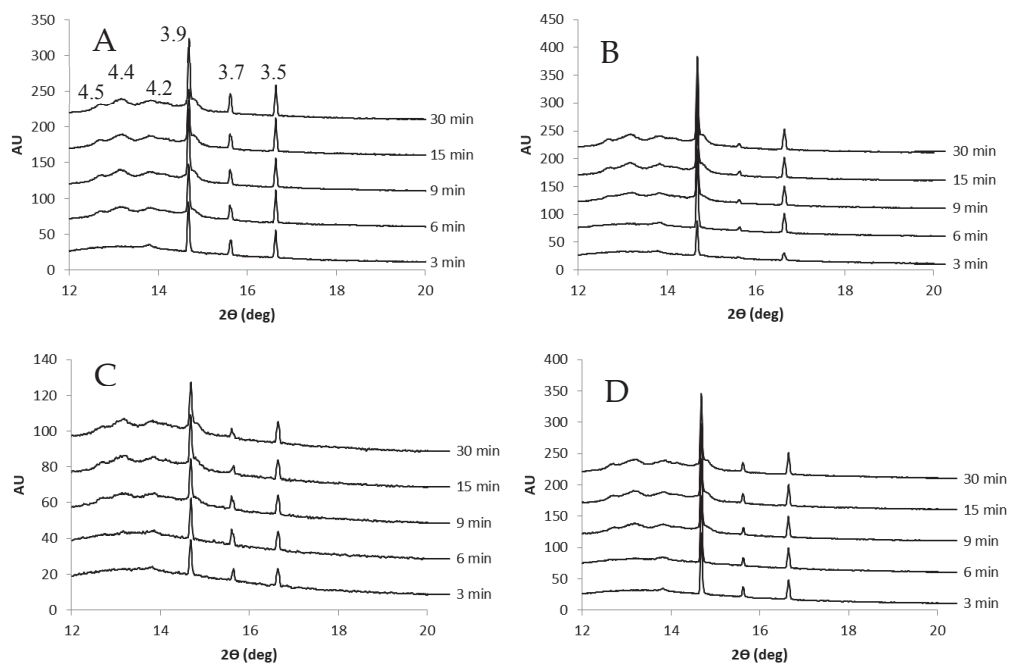 A
350
300
250
200
150
100
50
0
AU
4.5
4.4
4.2
3.9
3.7
3.5
30 min
15 min
9 min
6 min
3 min
12 14 16 18 20
2Θ (deg)
B
450
400
350
300
250
200
150
100
50
0
AU
30 min
15 min
9 min
6 min
3 min
12 14 16 18 20
2Θ (deg)
C
140
120
100
80
60
40
20
0
AU
30 min
15 min
9 min
6 min
3 min
12 14 16 18 20
2Θ (deg)
D
400
350
300
250
200
150
100
50
0
AU
30 min
15 min
9 min
6 min
3 min
12 14 16 18 20
2Θ (deg)